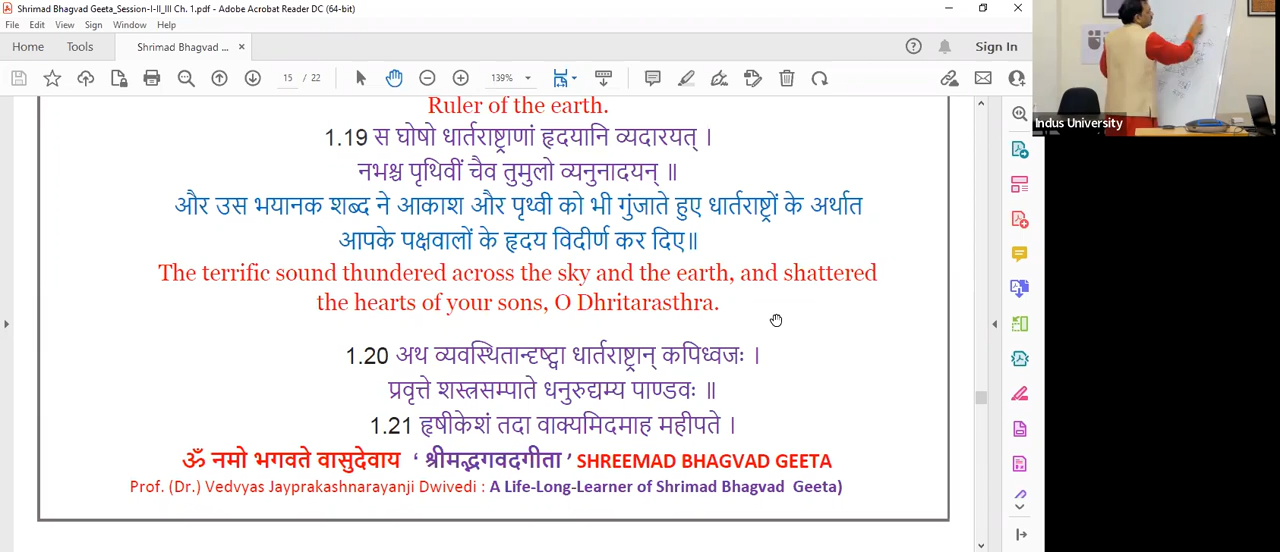 Shrimad Bhagvad Geeta_Session-I-II_III Ch. 1.pdf - Adobe Acrobat Reader DC (64-bit)
File Edit View Sign Window Help
Home Tools Shrimad Bhagvad ... × Sign In
15 / 22 139%
Ruler of the earth.
1.19 स घोषो धार्तराष्ट्राणां हृदयानि व्यदारयत् ।
नभश्च पृथिवीं चैव तुमुलो व्यनुनादयन् ॥
और उस भयानक शब्द ने आकाश और पृथ्वी को भी गुंजाते हुए धार्तराष्ट्रों के अर्थात
आपके पक्षवालों के हृदय विदीर्ण कर दिए॥
The terrific sound thundered across the sky and the earth, and shattered
the hearts of your sons, O Dhritarasthra.
1.20 अथ व्यवस्थितान्दृष्ट्वा धार्तराष्ट्रान् कपिध्वजः ।
प्रवृत्ते शस्त्रसम्पाते धनुरुद्यम्य पाण्डवः ॥
1.21 हृषीकेशं तदा वाक्यमिदमाह महीपते ।
ॐ नमो भगवते वासुदेवाय ‘ श्रीमद्भगवदगीता ’ SHREEMAD BHAGVAD GEETA
Prof. (Dr.) Vedvyas Jayprakashnarayanji Dwivedi : A Life-Long-Learner of Shrimad Bhagvad Geeta)
Indus University